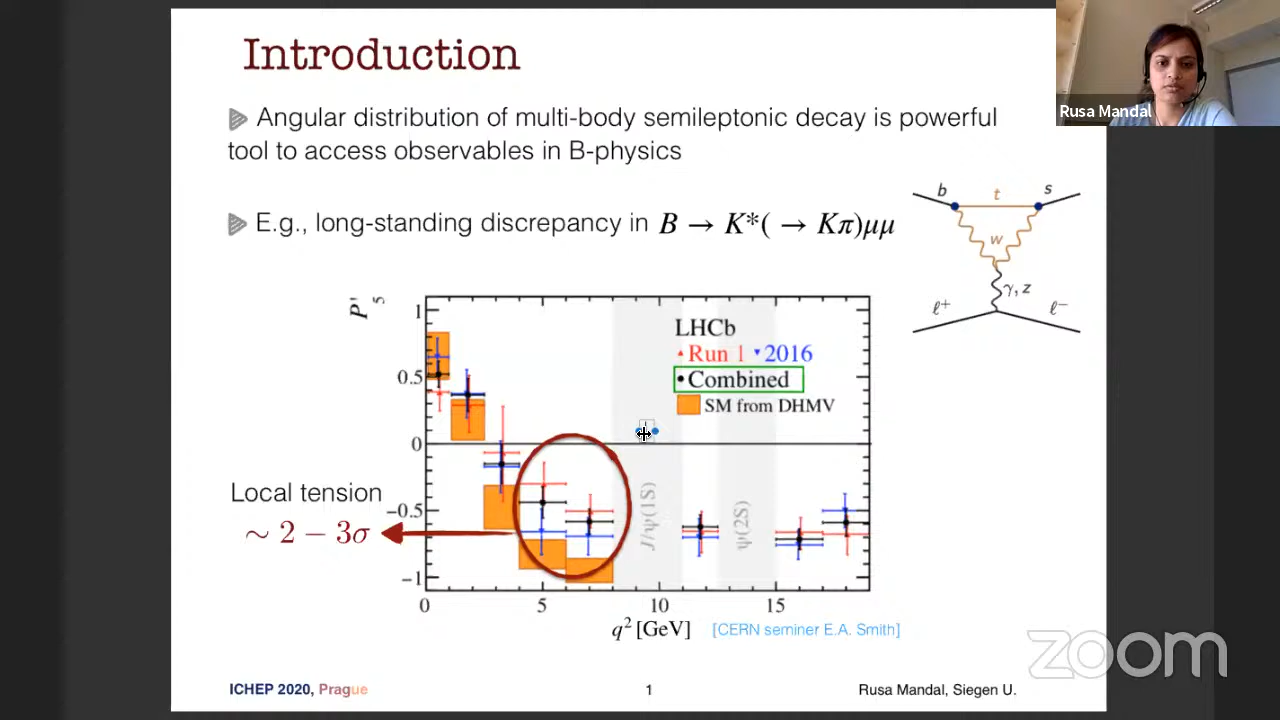 Introduction
Rusa Mandal
Angular distribution of multi-body semileptonic decay is powerful
tool to access observables in B-physics
E.g., long-standing discrepancy in B → K*( → Kπ)μμ
b t s
w
γ, z
ℓ+ ℓ−
P'5
1
0.5
0
−0.5
−1
LHCb
Run 1 2016
Combined
SM from DHMV
J/ψ(1S)
ψ(2S)
Local tension
∼ 2 − 3σ
0 5 10 15
q² [GeV]
[CERN seminer E.A. Smith]
zoom
ICHEP 2020, Prague
1
Rusa Mandal, Siegen U.